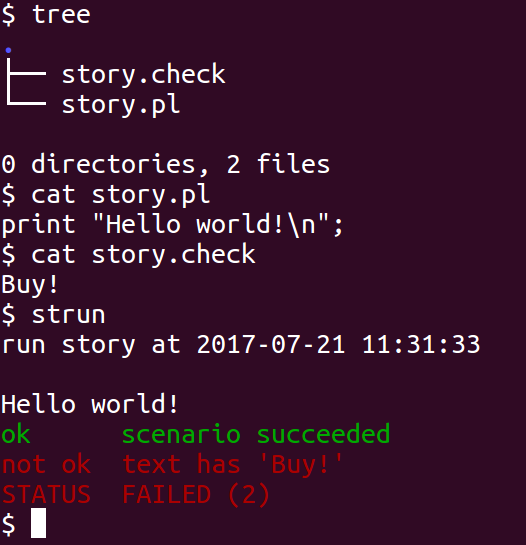 $ tree
.
├── story.check
└── story.pl
0 directories, 2 files
$ cat story.pl
print "Hello world!\n";
$ cat story.check
Buy!
$ strun
run story at 2017-07-21 11:31:33
Hello world!
ok      scenario succeeded
not ok  text has 'Buy!'
STATUS  FAILED (2)
$